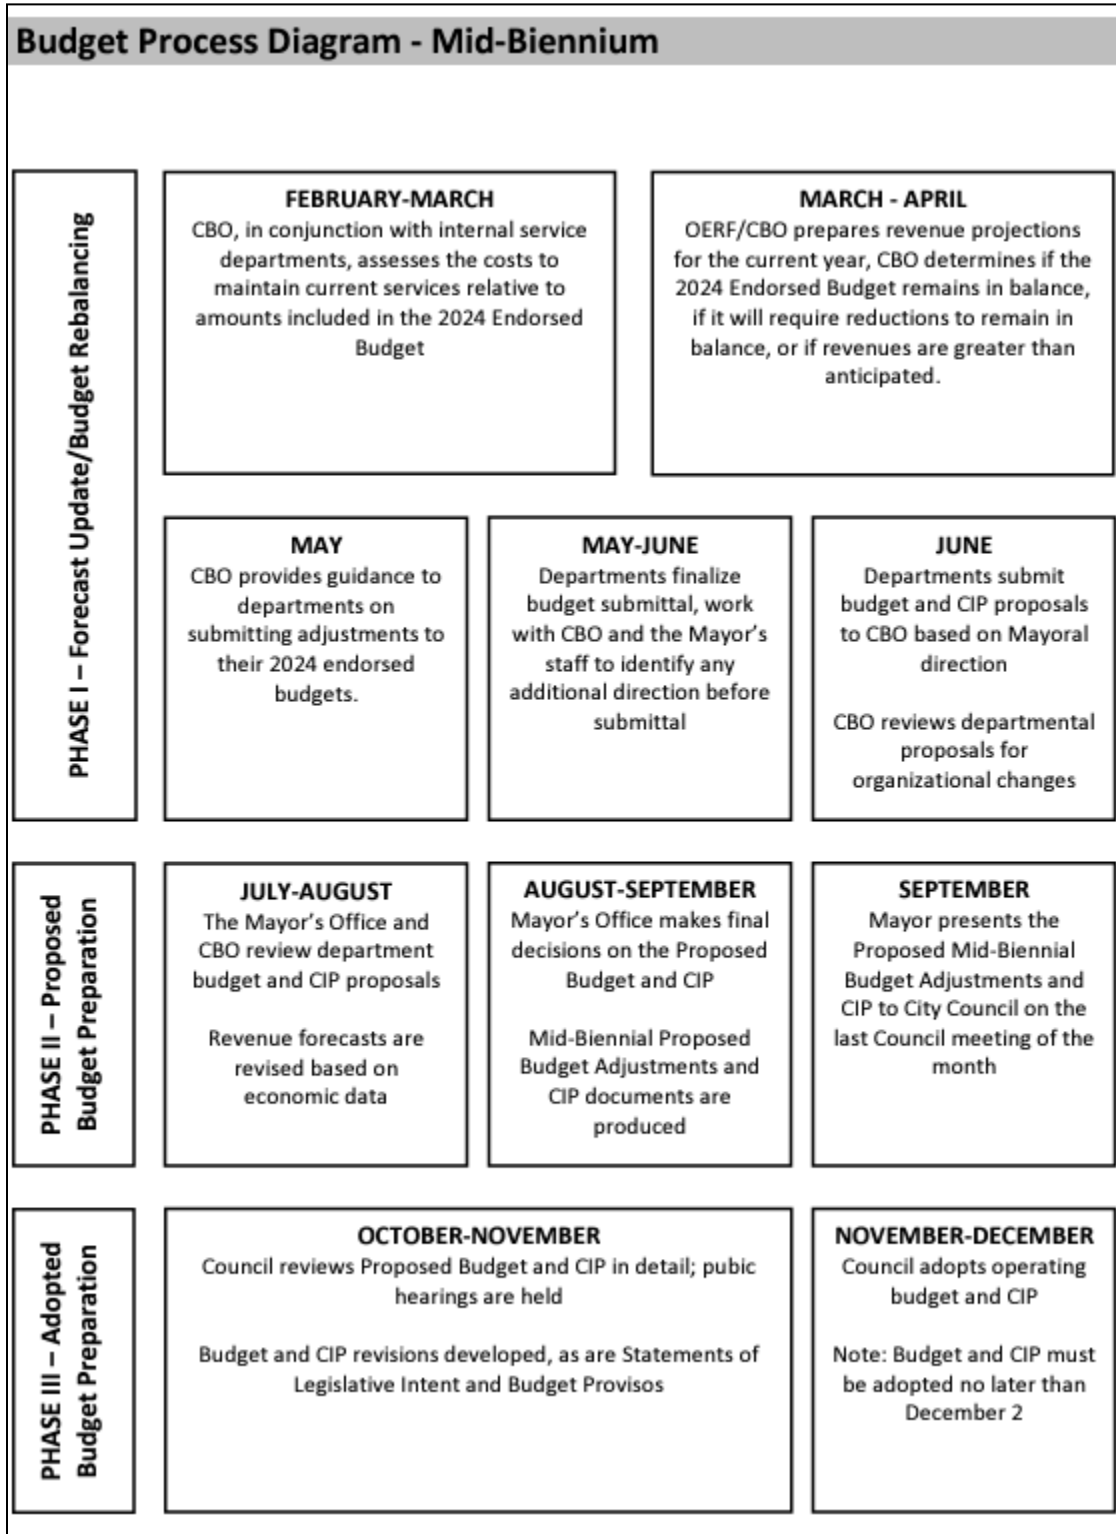 Budget Process Diagram - Mid-Biennium
PHASE I – Forecast Update/Budget Rebalancing
FEBRUARY-MARCH
CBO, in conjunction with internal service
departments, assesses the costs to
maintain current services relative to
amounts included in the 2024 Endorsed
Budget
MARCH - APRIL
OERF/CBO prepares revenue projections
for the current year, CBO determines if the
2024 Endorsed Budget remains in balance,
if it will require reductions to remain in
balance, or if revenues are greater than
anticipated.
MAY
CBO provides guidance to
departments on
submitting adjustments to
their 2024 endorsed
budgets.
MAY-JUNE
Departments finalize
budget submittal, work
with CBO and the Mayor’s
staff to identify any
additional direction before
submittal
JUNE
Departments submit
budget and CIP proposals
to CBO based on Mayoral
direction
CBO reviews departmental
proposals for
organizational changes
PHASE II – Proposed
Budget Preparation
JULY-AUGUST
The Mayor’s Office and
CBO review department
budget and CIP proposals
Revenue forecasts are
revised based on
economic data
AUGUST-SEPTEMBER
Mayor’s Office makes final
decisions on the Proposed
Budget and CIP
Mid-Biennial Proposed
Budget Adjustments and
CIP documents are
produced
SEPTEMBER
Mayor presents the
Proposed Mid-Biennial
Budget Adjustments and
CIP to City Council on the
last Council meeting of the
month
PHASE III – Adopted
Budget Preparation
OCTOBER-NOVEMBER
Council reviews Proposed Budget and CIP in detail; pubic
hearings are held
Budget and CIP revisions developed, as are Statements of
Legislative Intent and Budget Provisos
NOVEMBER-DECEMBER
Council adopts operating
budget and CIP
Note: Budget and CIP must
be adopted no later than
December 2